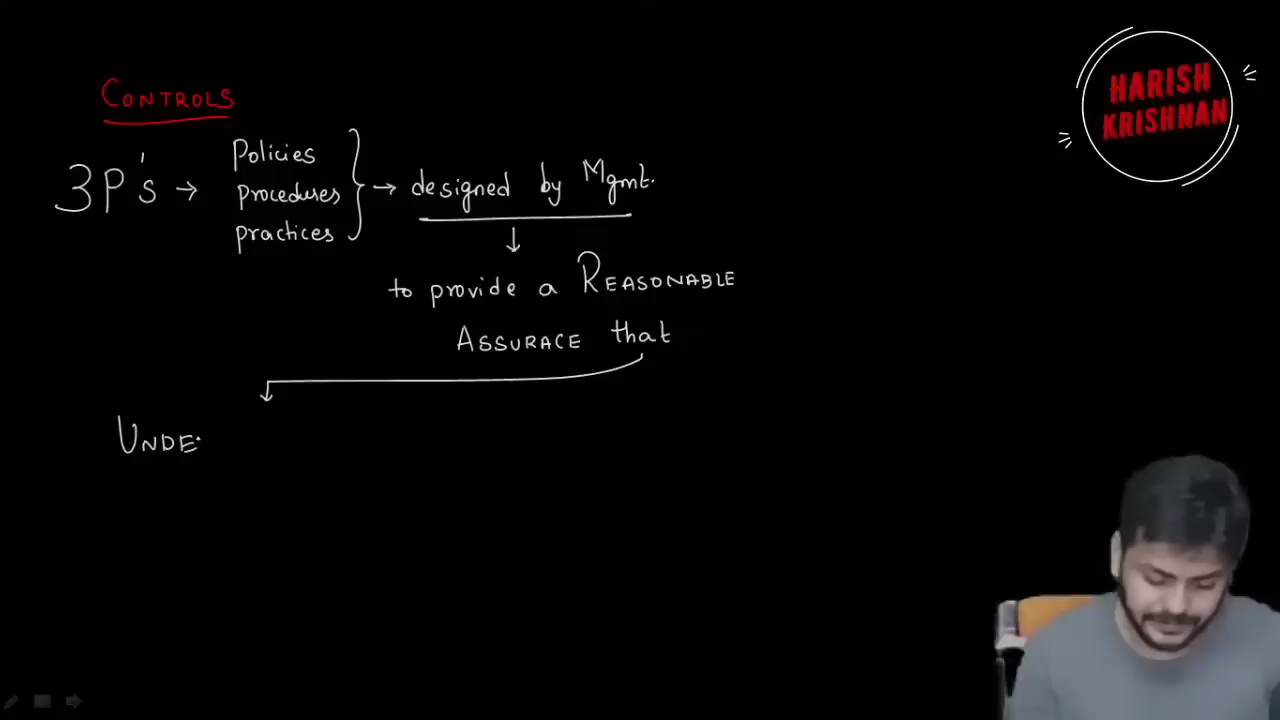 HARISH
KRISHNAN
CONTROLS
3P's → Policies
procedures
practices
→ designed by Mgmt.
↓
to provide a REASONABLE
ASSURACE that
UNDE